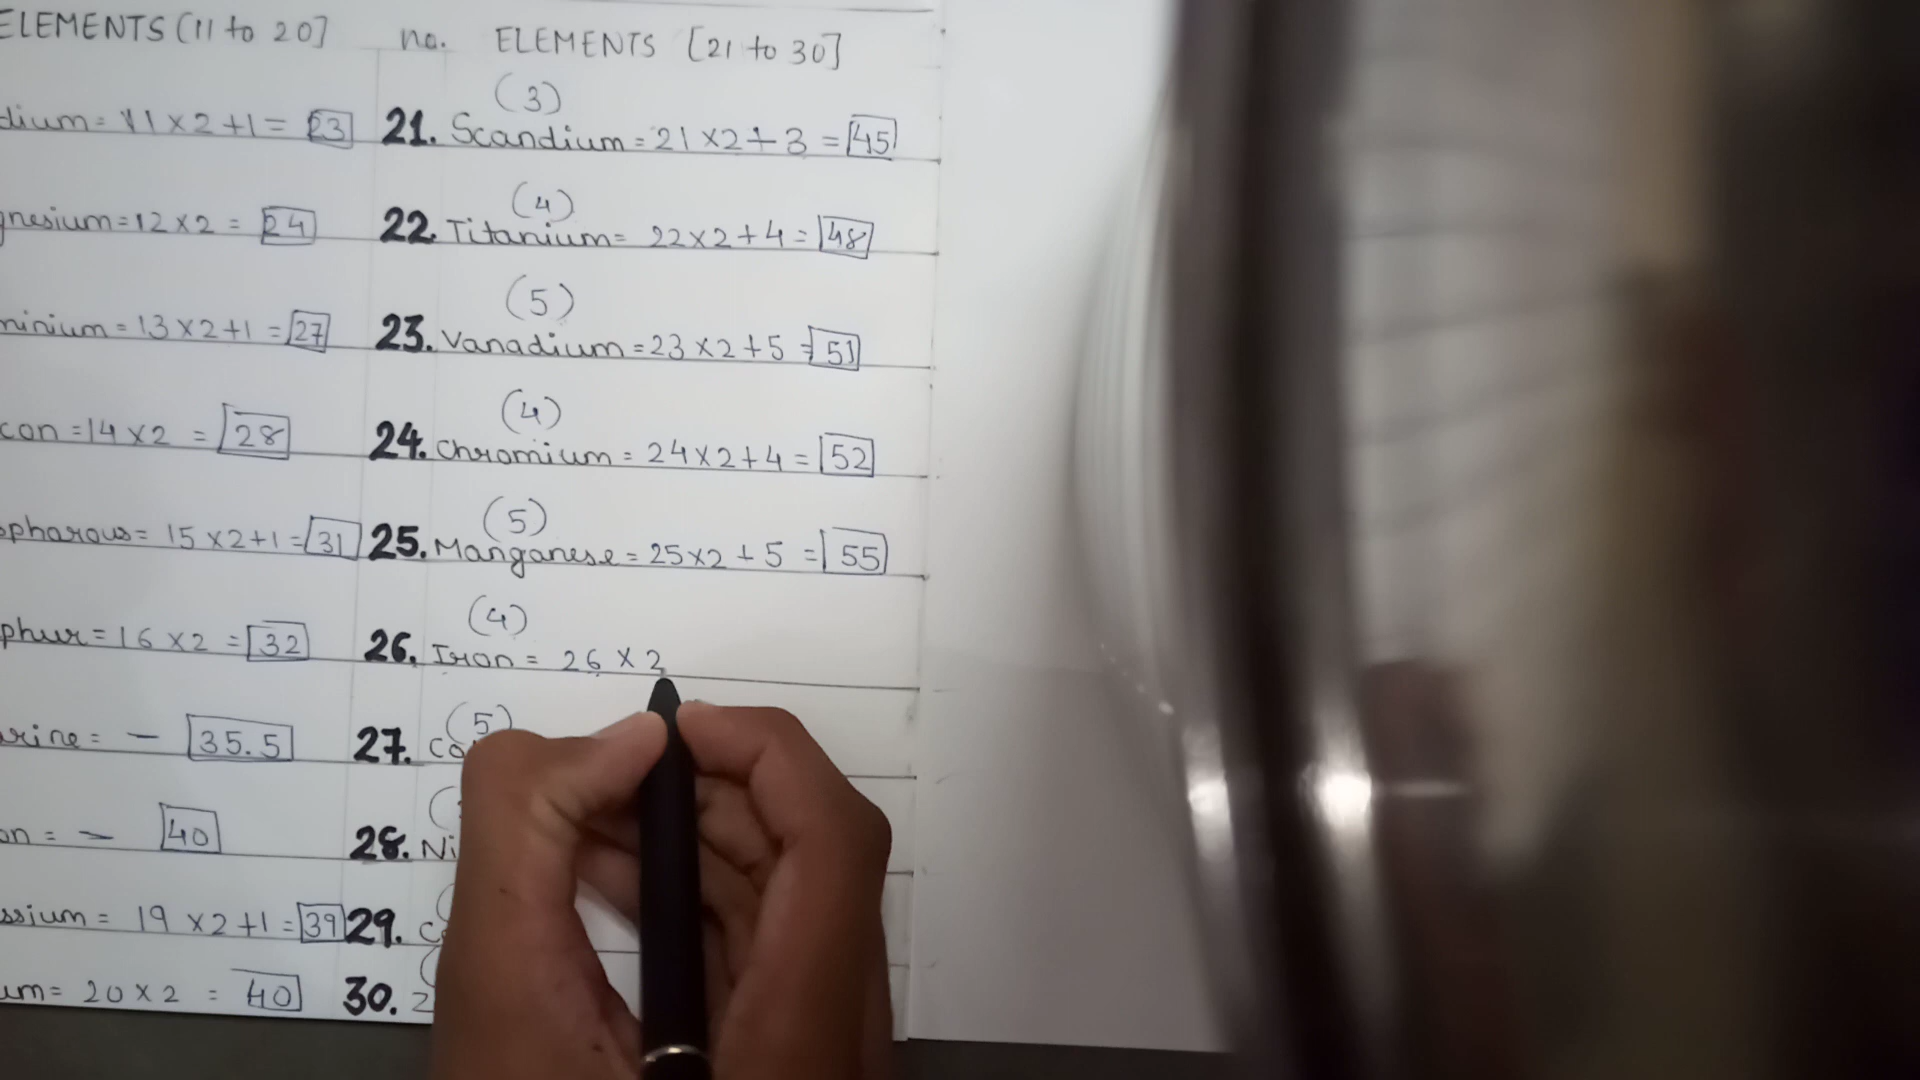 ELEMENTS (11 to 20] no. ELEMENTS [21 to 30]
(3)
dium = 11 x 2 + 1 = 23 21. Scandium = 21 x 2 + 3 = 45
(4)
nesium = 12 x 2 = 24 22. Titanium = 22 x 2 + 4 = 48
(5)
minium = 13 x 2 + 1 = 27 23. Vanadium = 23 x 2 + 5 = 51
(4)
con = 14 x 2 = 28 24. Chromium = 24 x 2 + 4 = 52
(5)
spharous = 15 x 2 + 1 = 31 25. Manganese = 25 x 2 + 5 = 55
(4)
phur = 16 x 2 = 32 26. Iron = 26 x 2
(5)
rine = - 35.5 27. Co
on = - 40 28. Ni
ssium = 19 x 2 + 1 = 39 29. C
um = 20 x 2 = 40 30. Z